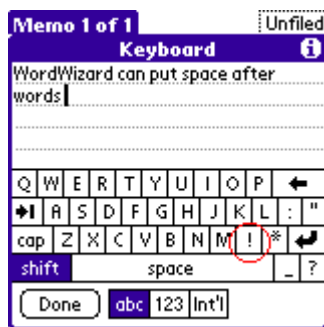 Memo 1 of 1
Unfiled
Keyboard
i
WordWizard can put space after
words
Q W E R T Y U I O P
A S D F G H J K L : "
cap Z X C V B N M ! *
shift space _ ?
Done abc 123 Int'l